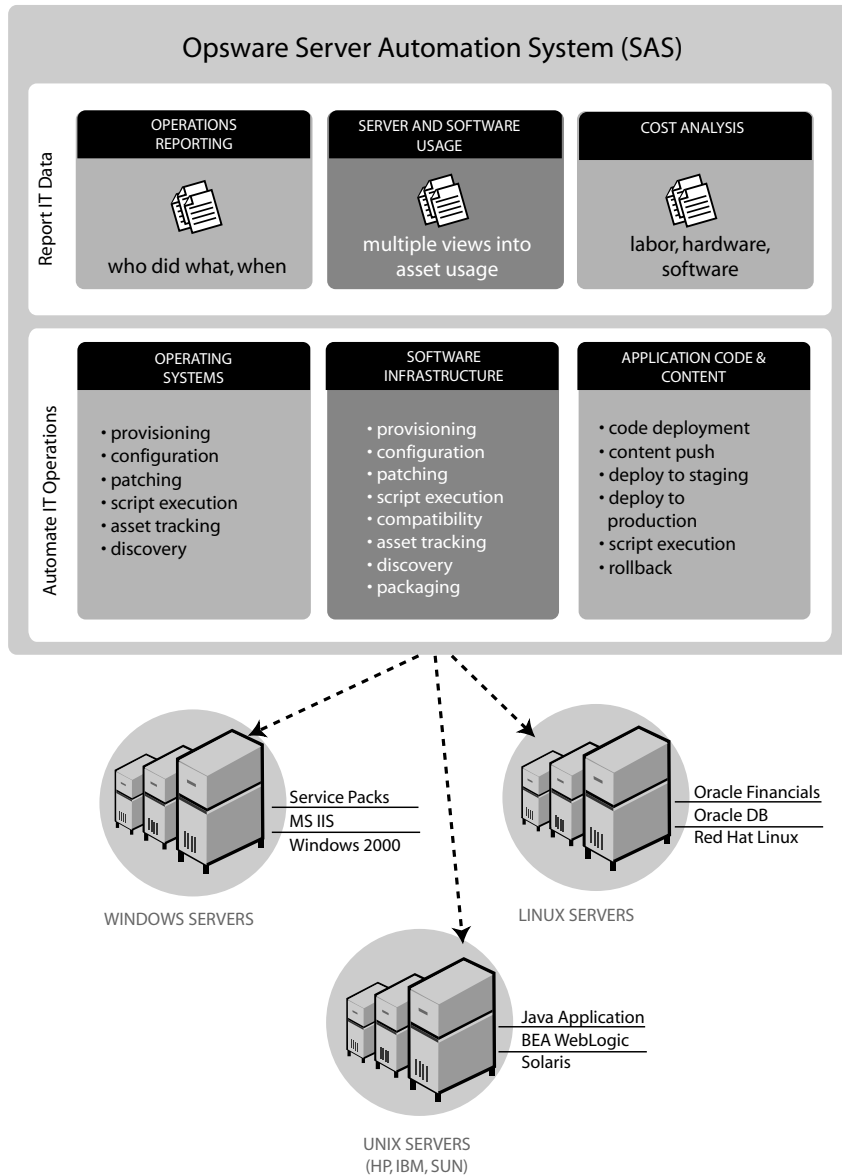 Opsware Server Automation System (SAS)
Report IT Data
OPERATIONS
REPORTING
who did what, when
SERVER AND SOFTWARE
USAGE
multiple views into
asset usage
COST ANALYSIS
labor, hardware,
software
Automate IT Operations
OPERATING
SYSTEMS
• provisioning
• configuration
• patching
• script execution
• asset tracking
• discovery
SOFTWARE
INFRASTRUCTURE
• provisioning
• configuration
• patching
• script execution
• compatibility
• asset tracking
• discovery
• packaging
APPLICATION CODE &
CONTENT
• code deployment
• content push
• deploy to staging
• deploy to
production
• script execution
• rollback
Service Packs
MS IIS
Windows 2000
WINDOWS SERVERS
Oracle Financials
Oracle DB
Red Hat Linux
LINUX SERVERS
Java Application
BEA WebLogic
Solaris
UNIX SERVERS
(HP, IBM, SUN)